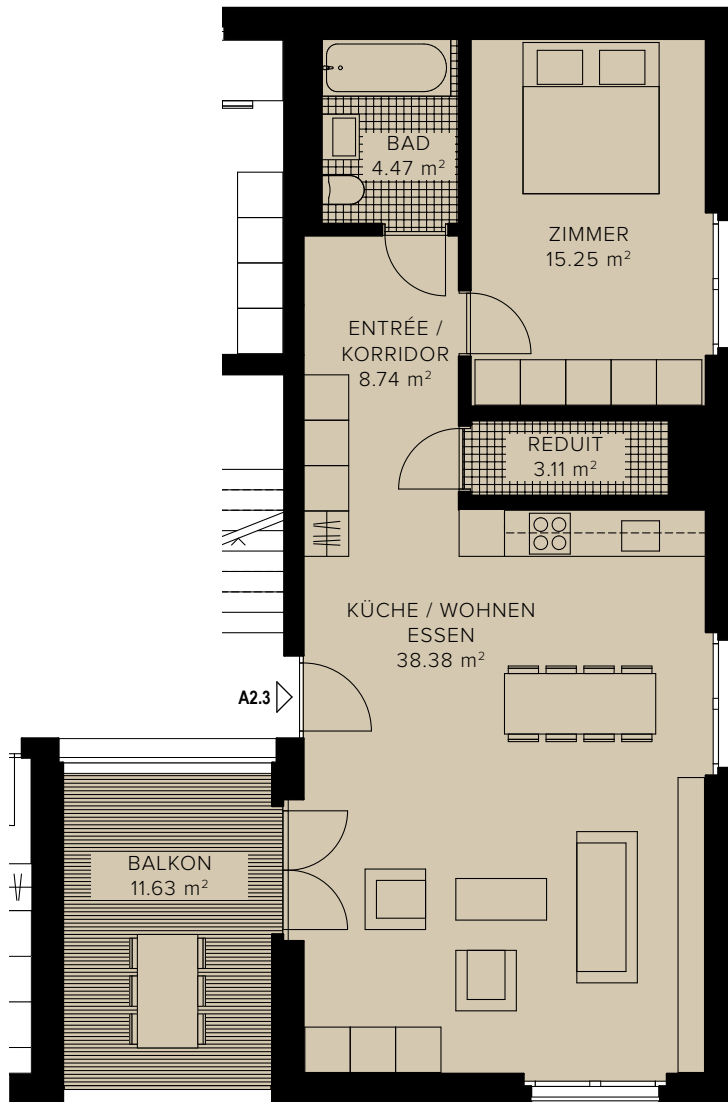 BAD
4.47 m²
ZIMMER
15.25 m²
ENTRÉE /
KORRIDOR
8.74 m²
REDUIT
3.11 m²
KÜCHE / WOHNEN
ESSEN
38.38 m²
A2.3
BALKON
11.63 m²